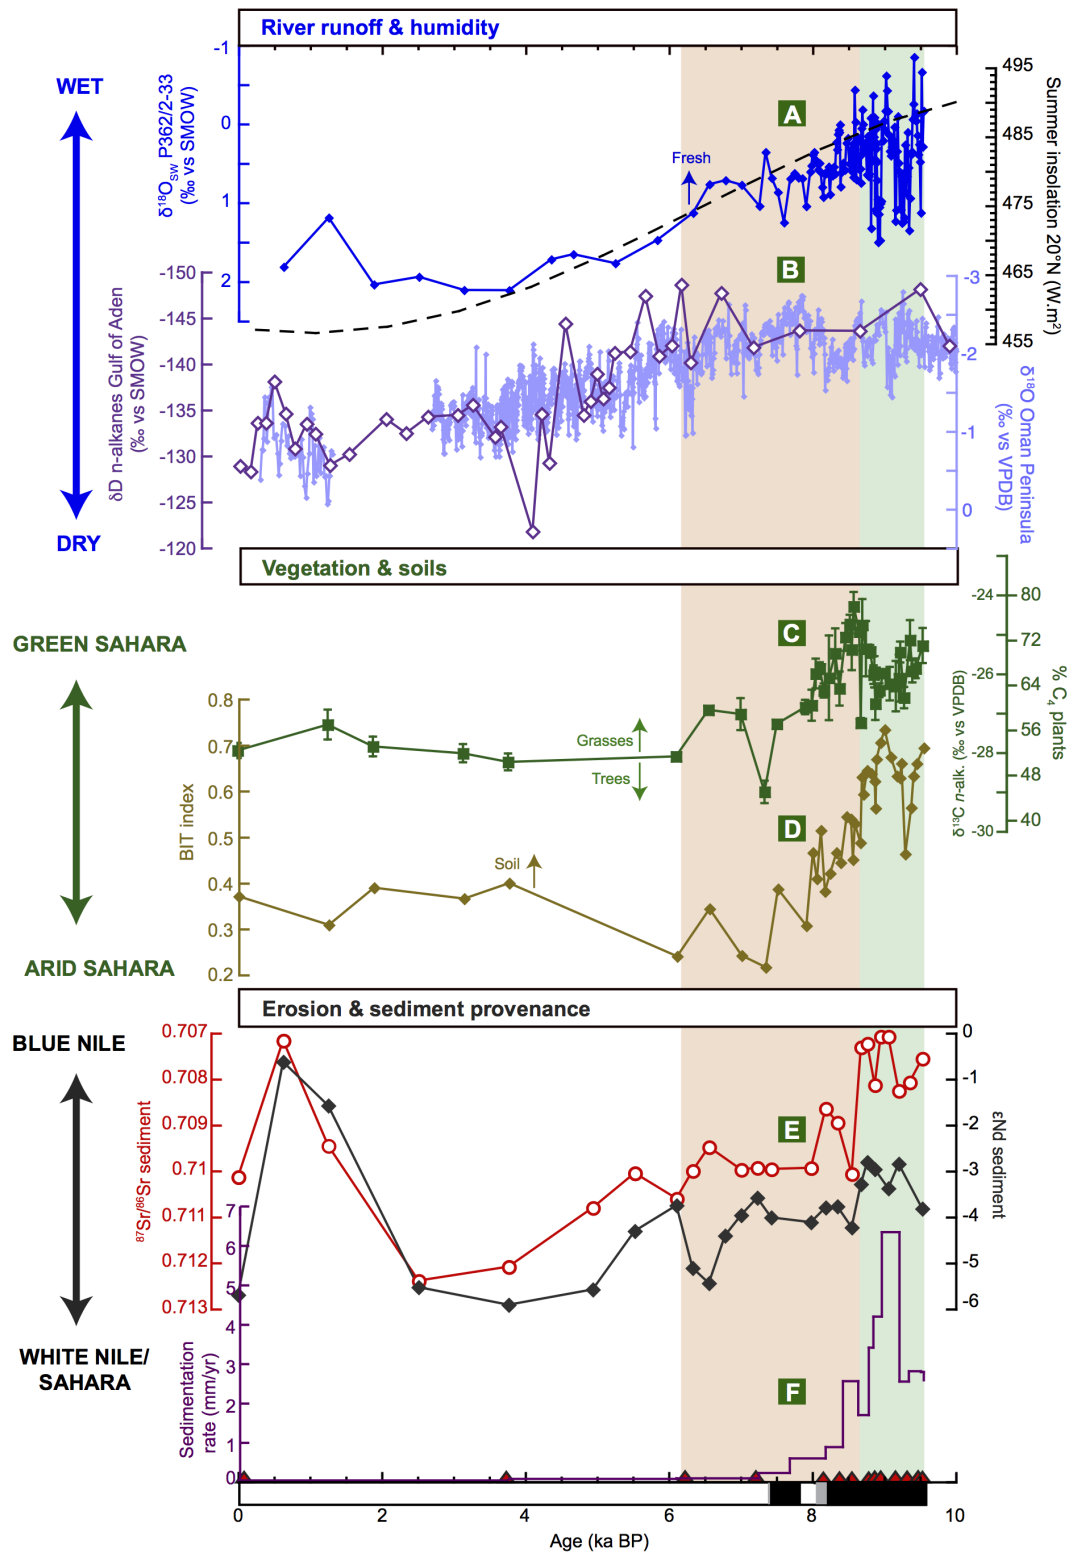 River runoff & humidity
WET
DRY
-1
0
1
2
δ18OSW P362/2-33
(‰ vs SMOW)
A
Fresh
495
485
475
465
455
Summer insolation 20°N (W.m²)
B
-150
-145
-140
-135
-130
-125
-120
δD n-alkanes Gulf of Aden
(‰ vs SMOW)
-3
-2
-1
0
δ18O Oman Peninsula
(‰ vs VPDB)
Vegetation & soils
GREEN SAHARA
ARID SAHARA
C
Grasses
Trees
-24
-26
-28
-30
δ13C n-alk. (‰ vs VPDB)
80
72
64
56
48
40
% C4 plants
0.8
0.7
0.6
0.5
0.4
0.3
0.2
BIT index
D
Soil
Erosion & sediment provenance
BLUE NILE
WHITE NILE/
SAHARA
0.707
0.708
0.709
0.71
0.711
0.712
0.713
87Sr/86Sr sediment
E
0
-1
-2
-3
-4
-5
-6
εNd sediment
7
6
5
4
3
2
1
0
Sedimentation
rate (mm/yr)
F
0 2 4 6 8 10
Age (ka BP)